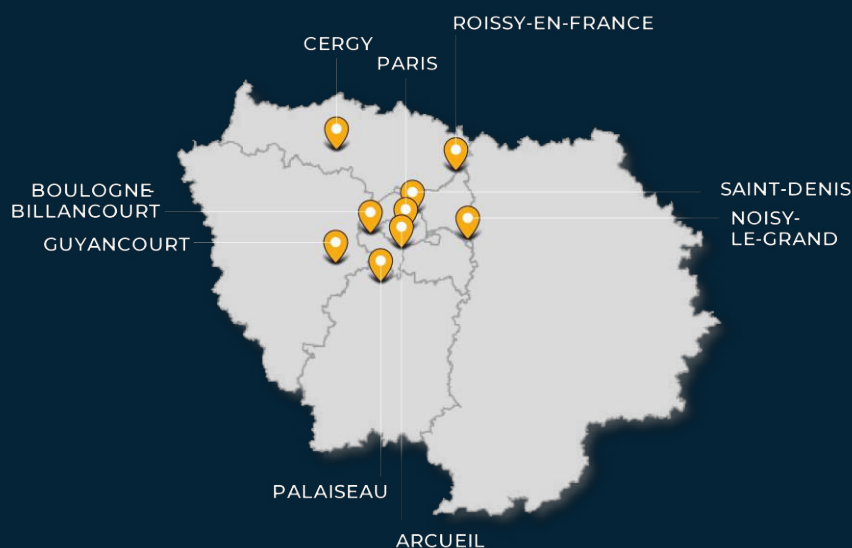 ROISSY-EN-FRANCE
CERGY
PARIS
BOULOGNE-
BILLANCOURT
GUYANCOURT
SAINT-DENIS
NOISY-
LE-GRAND
PALAISEAU
ARCUEIL